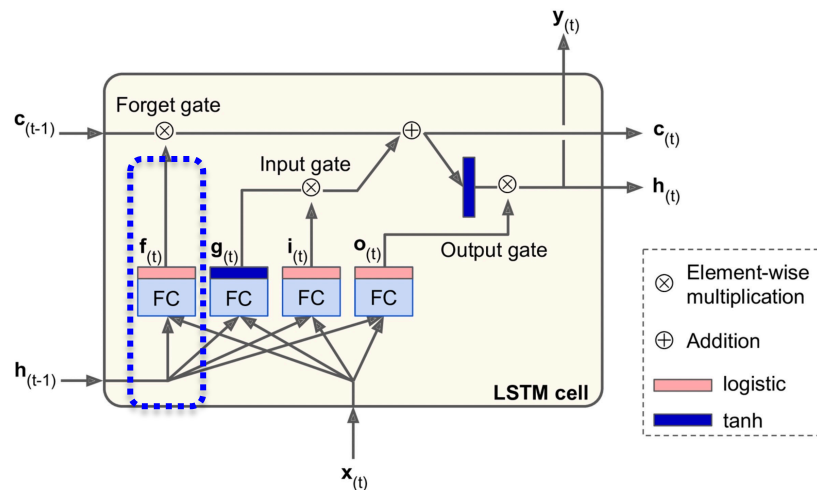 y(t)
Forget gate
c(t-1)
c(t)
Input gate
h(t)
f(t)
g(t)
i(t)
o(t)
Output gate
FC
FC
FC
FC
h(t-1)
LSTM cell
x(t)
⊗ Element-wise
multiplication
⊕ Addition
logistic
tanh